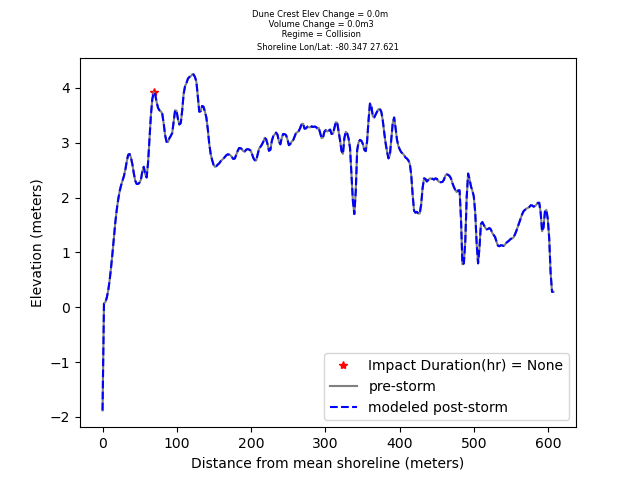 Dune Crest Elev Change = 0.0m
Volume Change = 0.0m3
Regime = Collision
Shoreline Lon/Lat: -80.347 27.621
4
3
2
1
0
−1
−2
Elevation (meters)
Impact Duration(hr) = None
pre-storm
modeled post-storm
0 100 200 300 400 500 600
Distance from mean shoreline (meters)